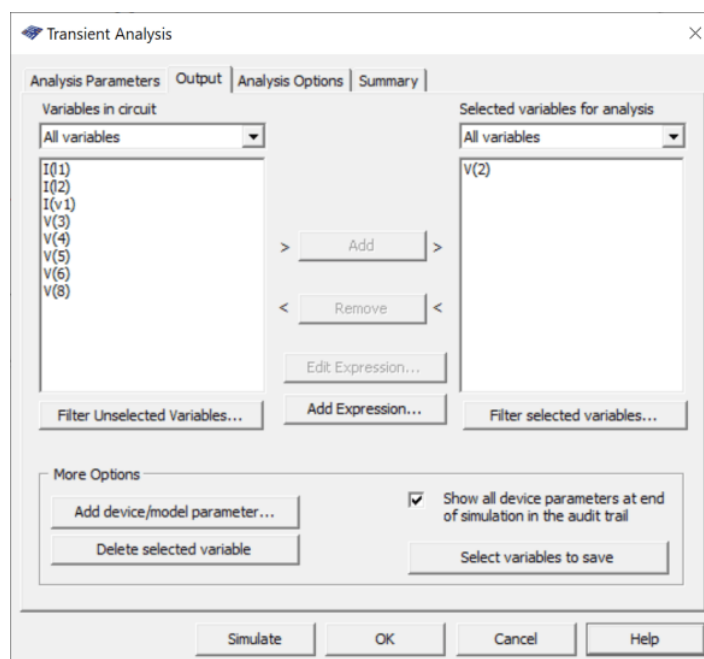 Transient Analysis
Analysis Parameters Output Analysis Options Summary
Variables in circuit
All variables
I(l1)
I(l2)
I(v1)
V(3)
V(4)
V(5)
V(6)
V(8)
Filter Unselected Variables...
> Add >
< Remove <
Edit Expression...
Add Expression...
Selected variables for analysis
All variables
V(2)
Filter selected variables...
More Options
Add device/model parameter...
Delete selected variable
Show all device parameters at end
of simulation in the audit trail
Select variables to save
Simulate OK Cancel Help